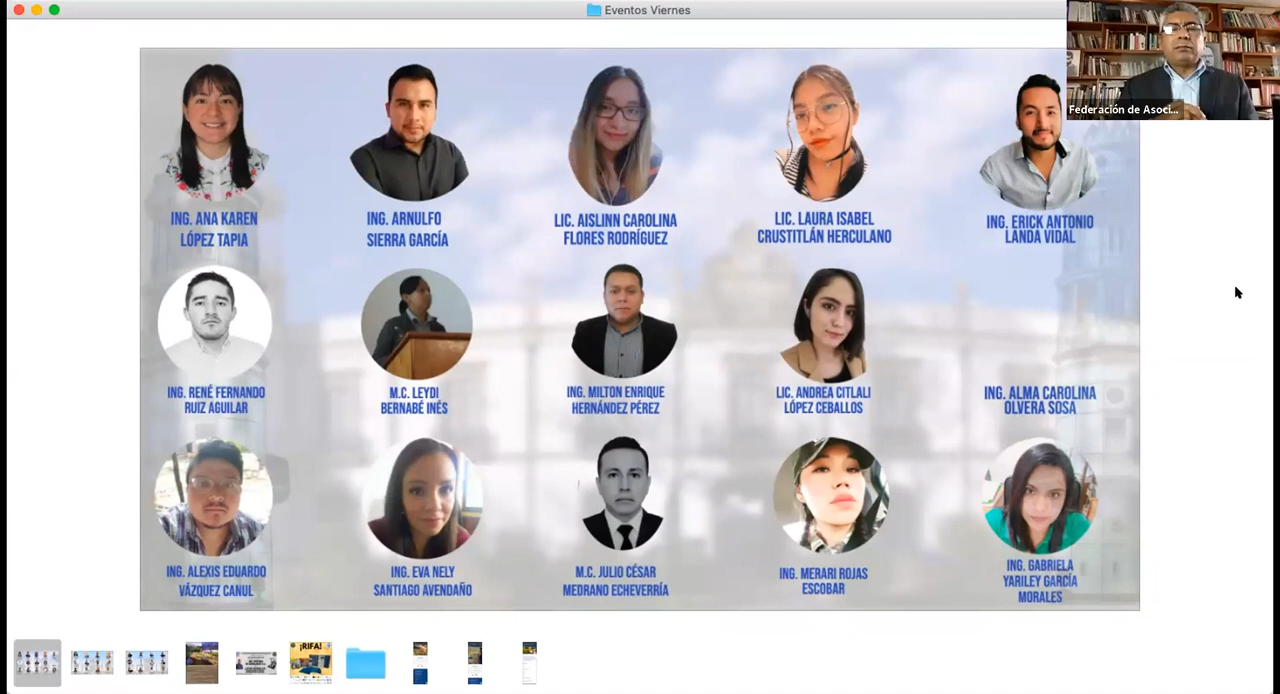 Eventos Viernes
Federación de Asoci...
ING. ANA KAREN
LÓPEZ TAPIA
ING. ARNULFO
SIERRA GARCÍA
LIC. AISLINN CAROLINA
FLORES RODRÍGUEZ
LIC. LAURA ISABEL
CRUSTITLÁN HERCULANO
ING. ERICK ANTONIO
LANDA VIDAL
ING. RENÉ FERNANDO
RUIZ AGUILAR
M.C. LEYDI
BERNABÉ INÉS
ING. MILTON ENRIQUE
HERNÁNDEZ PÉREZ
LIC. ANDREA CITLALI
LÓPEZ CEBALLOS
ING. ALMA CAROLINA
OLVERA SOSA
ING. ALEXIS EDUARDO
VÁZQUEZ CANUL
ING. EVA NELY
SANTIAGO AVENDAÑO
M.C. JULIO CÉSAR
MEDRANO ECHEVERRÍA
ING. MERARI ROJAS
ESCOBAR
ING. GABRIELA
YARILEY GARCÍA
MORALES
¡RIFA!